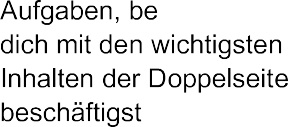 Aufgaben, be
dich mit den wichtigsten
Inhalten der Doppelseite
beschäftigst